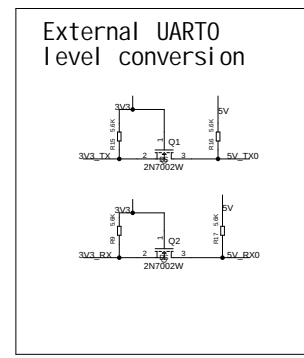 External UART0
level conversion
3V3
5V
R15 5.6K
R16 5.6K
1
Q1
3V3_TX
2
3
5V_TX0
2N7002W
3V3
5V
R9 5.6K
R17 5.6K
1
Q2
3V3_RX
2
3
5V_RX0
2N7002W